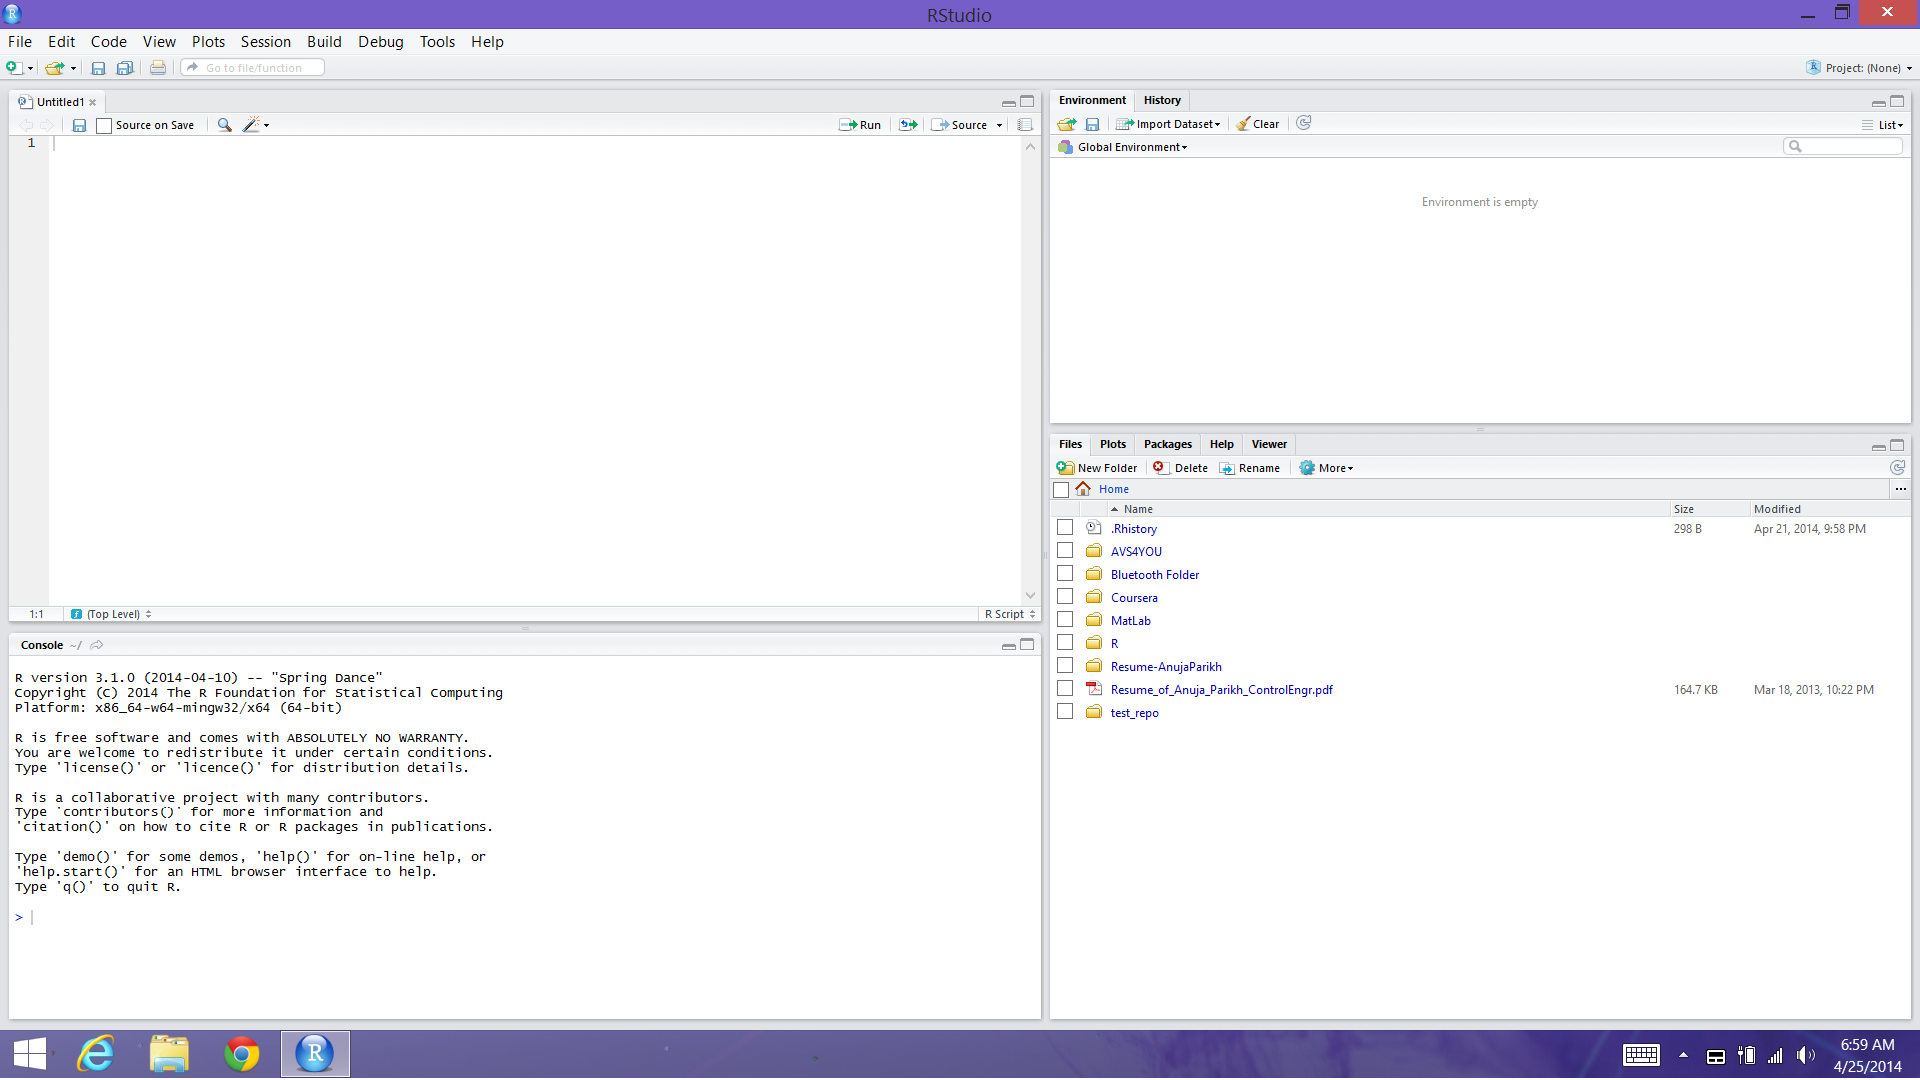 RStudio
File Edit Code View Plots Session Build Debug Tools Help
Go to file/function
Project: (None)
Untitled1
Source on Save
Run
Source
1
1:1
(Top Level)
R Script
Console ~/
R version 3.1.0 (2014-04-10) -- "Spring Dance"
Copyright (C) 2014 The R Foundation for Statistical Computing
Platform: x86_64-w64-mingw32/x64 (64-bit)
R is free software and comes with ABSOLUTELY NO WARRANTY.
You are welcome to redistribute it under certain conditions.
Type 'license()' or 'licence()' for distribution details.
R is a collaborative project with many contributors.
Type 'contributors()' for more information and
'citation()' on how to cite R or R packages in publications.
Type 'demo()' for some demos, 'help()' for on-line help, or
'help.start()' for an HTML browser interface to help.
Type 'q()' to quit R.
>
Environment History
Import Dataset Clear List
Global Environment
Environment is empty
Files Plots Packages Help Viewer
New Folder Delete Rename More
Home ...
Name Size Modified
.Rhistory 298 B Apr 21, 2014, 9:58 PM
AVS4YOU
Bluetooth Folder
Coursera
MatLab
R
Resume-AnujaParikh
Resume_of_Anuja_Parikh_ControlEngr.pdf 164.7 KB Mar 18, 2013, 10:22 PM
test_repo
R
6:59 AM
4/25/2014